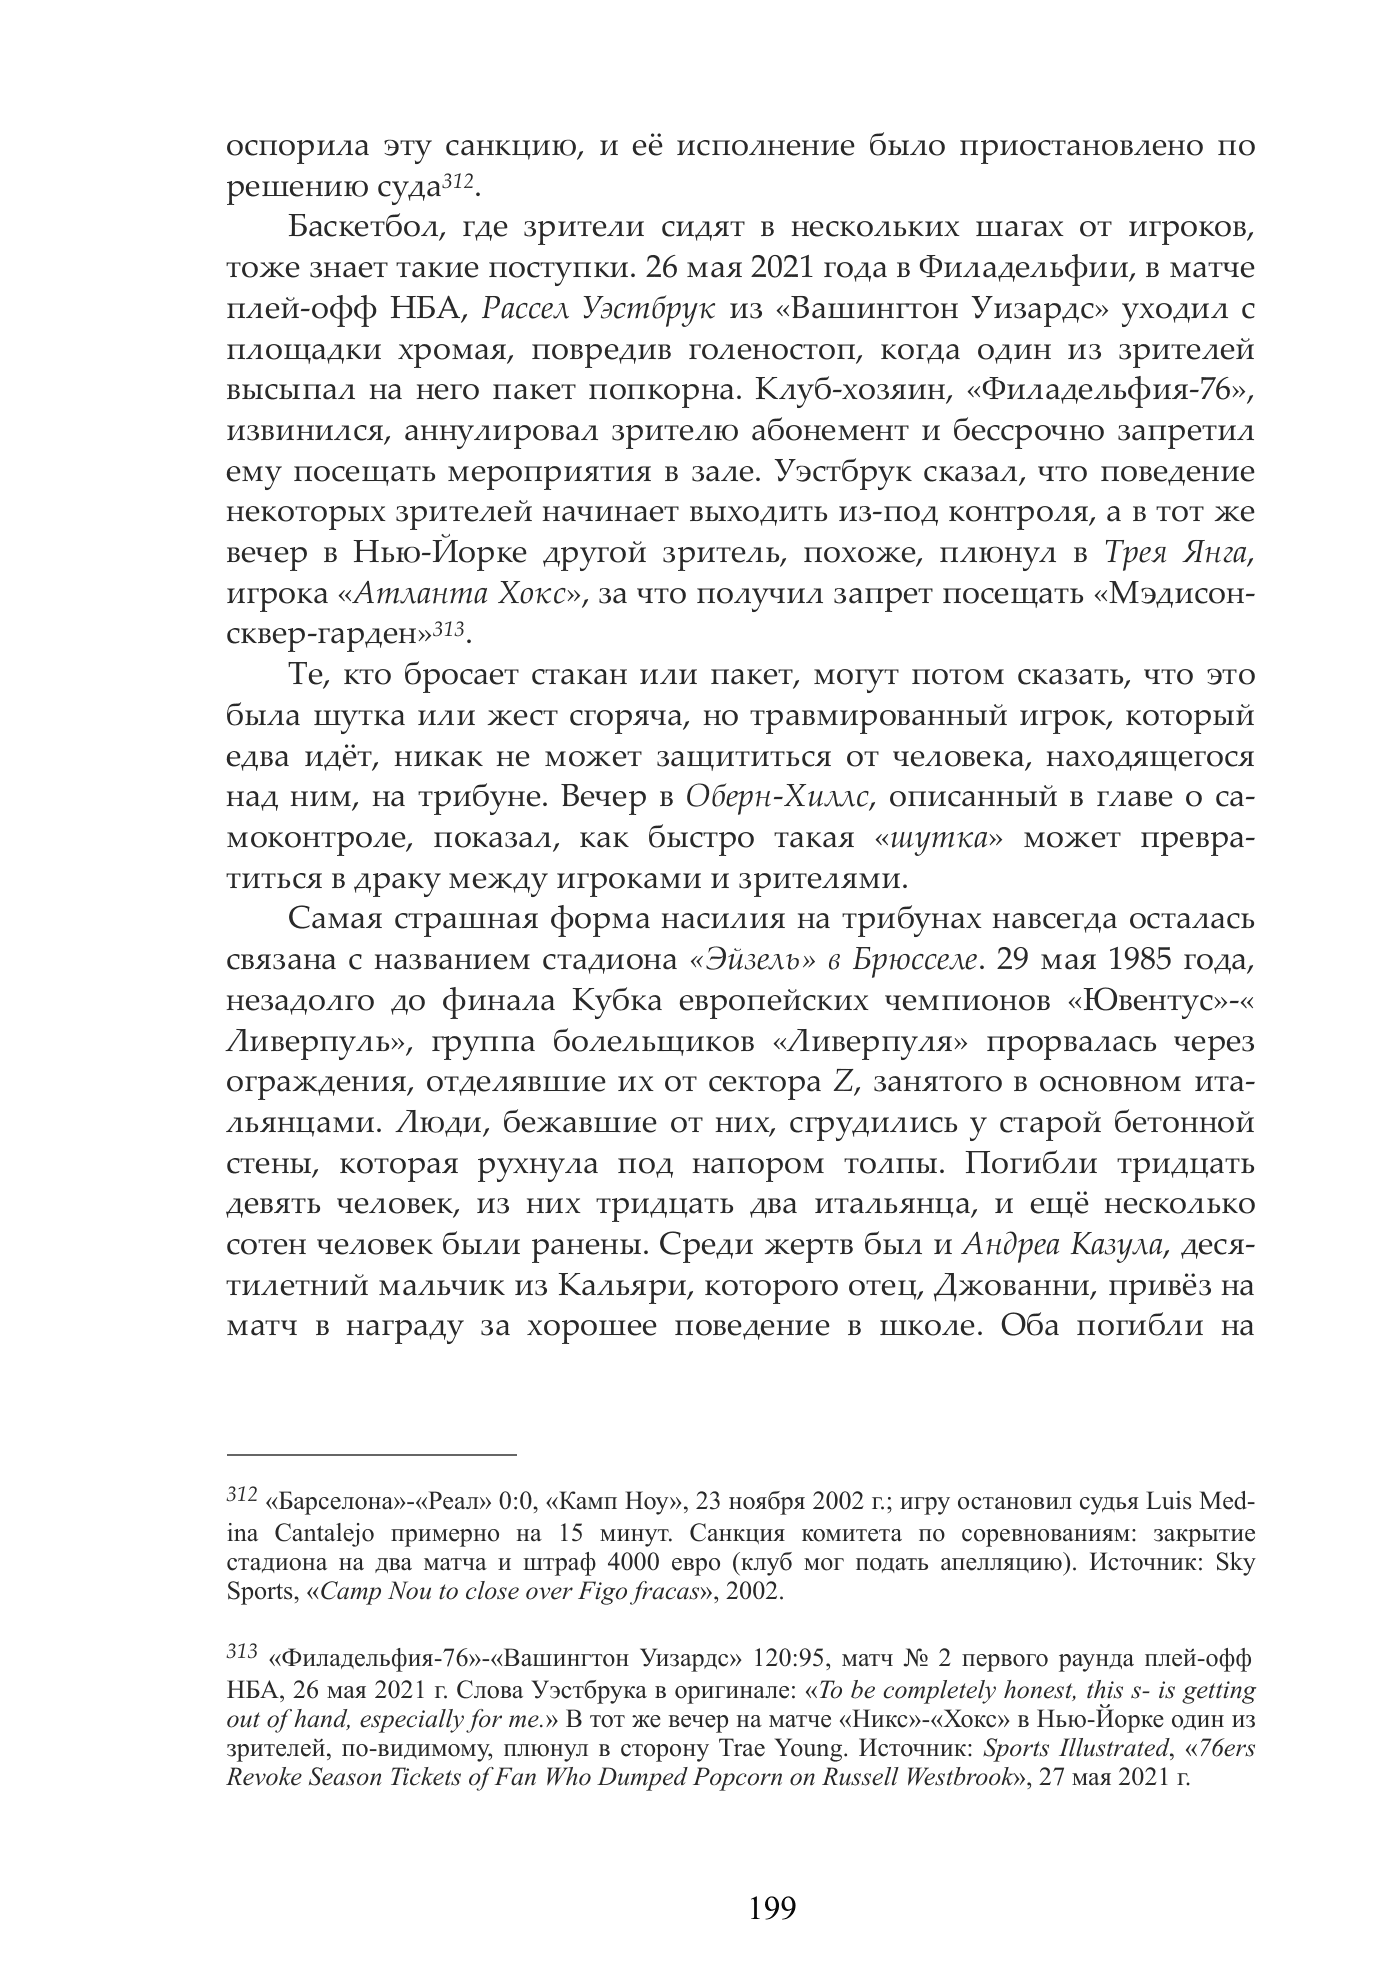 оспорила эту санкцию, и её исполнение было приостановлено по
решению суда312.
Баскетбол, где зрители сидят в нескольких шагах от игроков,
тоже знает такие поступки. 26 мая 2021 года в Филадельфии, в матче
плей-офф НБА, Рассел Уэстбрук из «Вашингтон Уизардс» уходил с
площадки хромая, повредив голеностоп, когда один из зрителей
высыпал на него пакет попкорна. Клуб-хозяин, «Филадельфия-76»,
извинился, аннулировал зрителю абонемент и бессрочно запретил
ему посещать мероприятия в зале. Уэстбрук сказал, что поведение
некоторых зрителей начинает выходить из-под контроля, а в тот же
вечер в Нью-Йорке другой зритель, похоже, плюнул в Трея Янга,
игрока «Атланта Хокс», за что получил запрет посещать «Мэдисон-
сквер-гарден»313.
Те, кто бросает стакан или пакет, могут потом сказать, что это
была шутка или жест сгоряча, но травмированный игрок, который
едва идёт, никак не может защититься от человека, находящегося
над ним, на трибуне. Вечер в Оберн-Хиллс, описанный в главе о са-
моконтроле, показал, как быстро такая «шутка» может превра-
титься в драку между игроками и зрителями.
Самая страшная форма насилия на трибунах навсегда осталась
связана с названием стадиона «Эйзель» в Брюсселе. 29 мая 1985 года,
незадолго до финала Кубка европейских чемпионов «Ювентус»-«
Ливерпуль», группа болельщиков «Ливерпуля» прорвалась через
ограждения, отделявшие их от сектора Z, занятого в основном ита-
льянцами. Люди, бежавшие от них, сгрудились у старой бетонной
стены, которая рухнула под напором толпы. Погибли тридцать
девять человек, из них тридцать два итальянца, и ещё несколько
сотен человек были ранены. Среди жертв был и Андреа Казула, деся-
тилетний мальчик из Кальяри, которого отец, Джованни, привёз на
матч в награду за хорошее поведение в школе. Оба погибли на
312 «Барселона»-«Реал» 0:0, «Камп Ноу», 23 ноября 2002 г.; игру остановил судья Luis Med-
ina Cantalejo примерно на 15 минут. Санкция комитета по соревнованиям: закрытие
стадиона на два матча и штраф 4000 евро (клуб мог подать апелляцию). Источник: Sky
Sports, «Camp Nou to close over Figo fracas», 2002.
313 «Филадельфия-76»-«Вашингтон Уизардс» 120:95, матч № 2 первого раунда плей-офф
НБА, 26 мая 2021 г. Слова Уэстбрука в оригинале: «To be completely honest, this s- is getting
out of hand, especially for me.» В тот же вечер на матче «Никс»-«Хокс» в Нью-Йорке один из
зрителей, по-видимому, плюнул в сторону Trae Young. Источник: Sports Illustrated, «76ers
Revoke Season Tickets of Fan Who Dumped Popcorn on Russell Westbrook», 27 мая 2021 г.
199